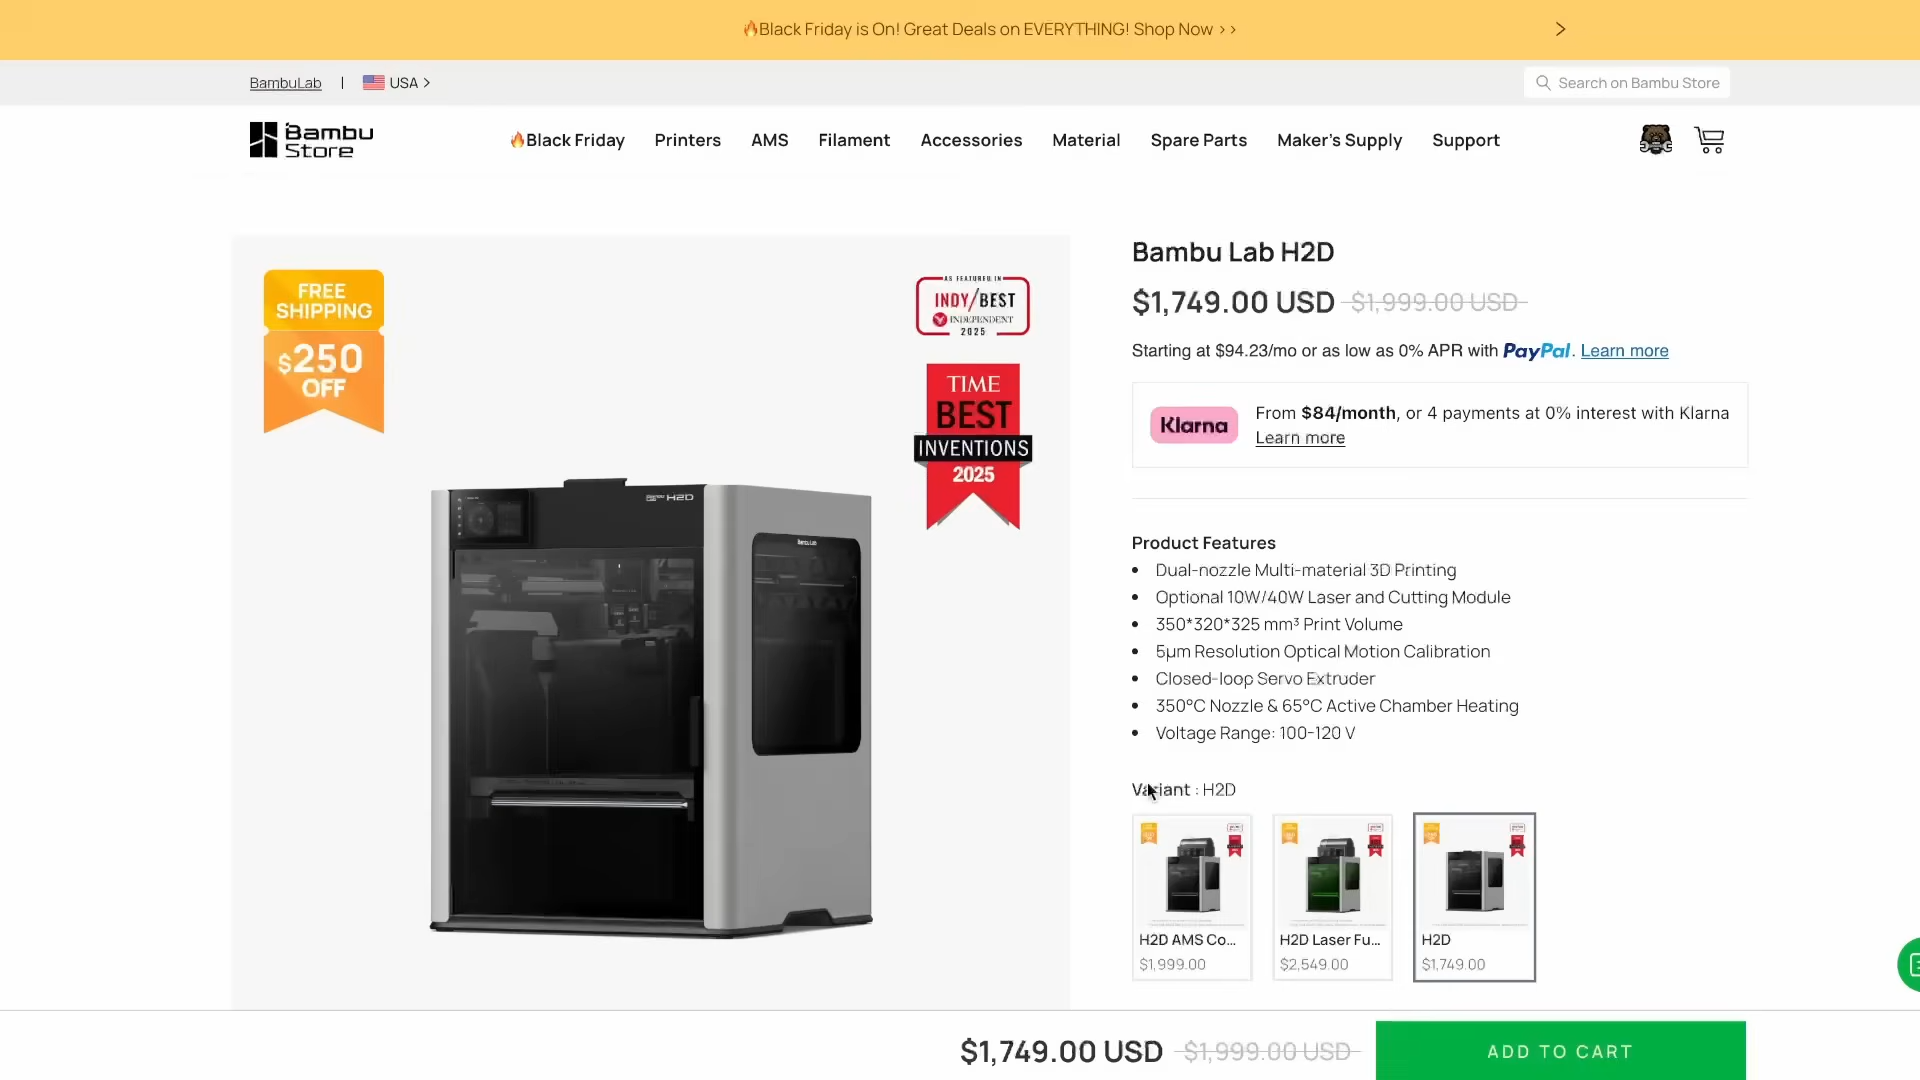 🔥Black Friday is On! Great Deals on EVERYTHING! Shop Now >>
BambuLab | USA >
Search on Bambu Store
Bambu
Store
🔥Black Friday
Printers
AMS
Filament
Accessories
Material
Spare Parts
Maker's Supply
Support
FREE
SHIPPING
$250
OFF
AS FEATURED IN
INDY/BEST
INDEPENDENT
2025
TIME
BEST
INVENTIONS
2025
H2D
Bambu Lab
Bambu Lab H2D
$1,749.00 USD $1,999.00 USD
Starting at $94.23/mo or as low as 0% APR with PayPal. Learn more
Klarna
From $84/month, or 4 payments at 0% interest with Klarna
Learn more
Product Features
• Dual-nozzle Multi-material 3D Printing
• Optional 10W/40W Laser and Cutting Module
• 350*320*325 mm³ Print Volume
• 5μm Resolution Optical Motion Calibration
• Closed-loop Servo Extruder
• 350°C Nozzle & 65°C Active Chamber Heating
• Voltage Range: 100-120 V
Variant : H2D
H2D AMS Co...
$1,999.00
H2D Laser Fu...
$2,549.00
H2D
$1,749.00
$1,749.00 USD $1,999.00 USD
ADD TO CART